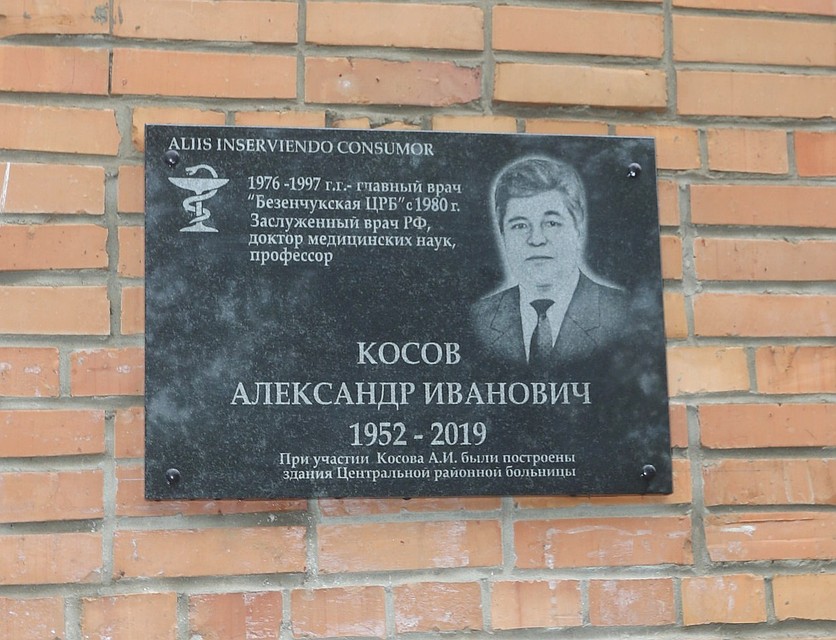 ALIIS INSERVIENDO CONSUMOR
1976 -1997 г.г.- главный врач
"Безенчукская ЦРБ" с 1980 г.
Заслуженный врач РФ,
доктор медицинских наук,
профессор
КОСОВ
АЛЕКСАНДР ИВАНОВИЧ
1952 - 2019
При участии Косова А.И. были построены
здания Центральной районной больницы